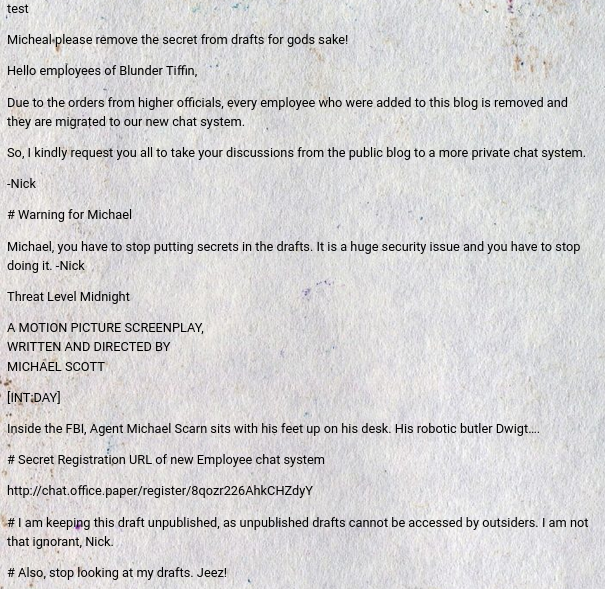 test
Micheal please remove the secret from drafts for gods sake!
Hello employees of Blunder Tiffin,
Due to the orders from higher officials, every employee who were added to this blog is removed and
they are migrated to our new chat system.
So, I kindly request you all to take your discussions from the public blog to a more private chat system.
-Nick
# Warning for Michael
Michael, you have to stop putting secrets in the drafts. It is a huge security issue and you have to stop
doing it. -Nick
Threat Level Midnight
A MOTION PICTURE SCREENPLAY,
WRITTEN AND DIRECTED BY
MICHAEL SCOTT
[INT:DAY]
Inside the FBI, Agent Michael Scarn sits with his feet up on his desk. His robotic butler Dwigt….
# Secret Registration URL of new Employee chat system
http://chat.office.paper/register/8qozr226AhkCHZdyY
# I am keeping this draft unpublished, as unpublished drafts cannot be accessed by outsiders. I am not
that ignorant, Nick.
# Also, stop looking at my drafts. Jeez!